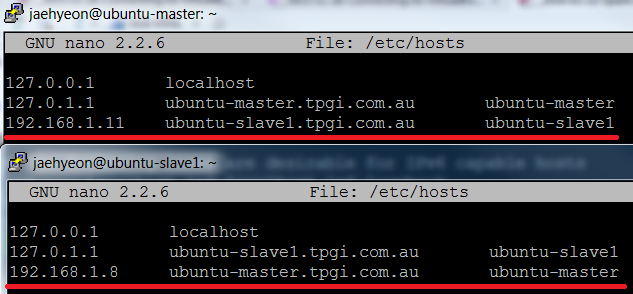 jaehyeon@ubuntu-master: ~
GNU nano 2.2.6 File: /etc/hosts
127.0.0.1 localhost
127.0.1.1 ubuntu-master.tpgi.com.au ubuntu-master
192.168.1.11 ubuntu-slave1.tpgi.com.au ubuntu-slave1
jaehyeon@ubuntu-slave1: ~
GNU nano 2.2.6 File: /etc/hosts
127.0.0.1 localhost
127.0.1.1 ubuntu-slave1.tpgi.com.au ubuntu-slave1
192.168.1.8 ubuntu-master.tpgi.com.au ubuntu-master